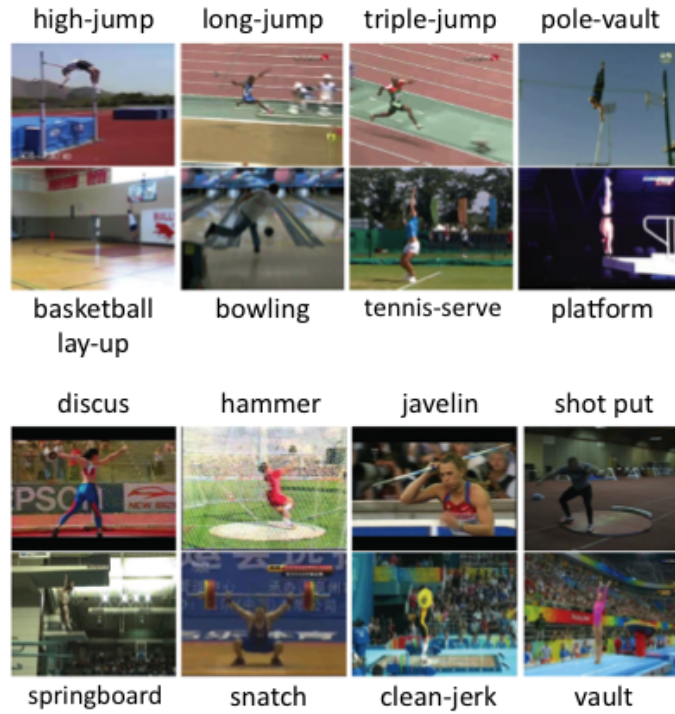 high-jump long-jump triple-jump pole-vault
basketball bowling tennis-serve platform
lay-up
discus hammer javelin shot put
EPSON
springboard snatch clean-jerk vault